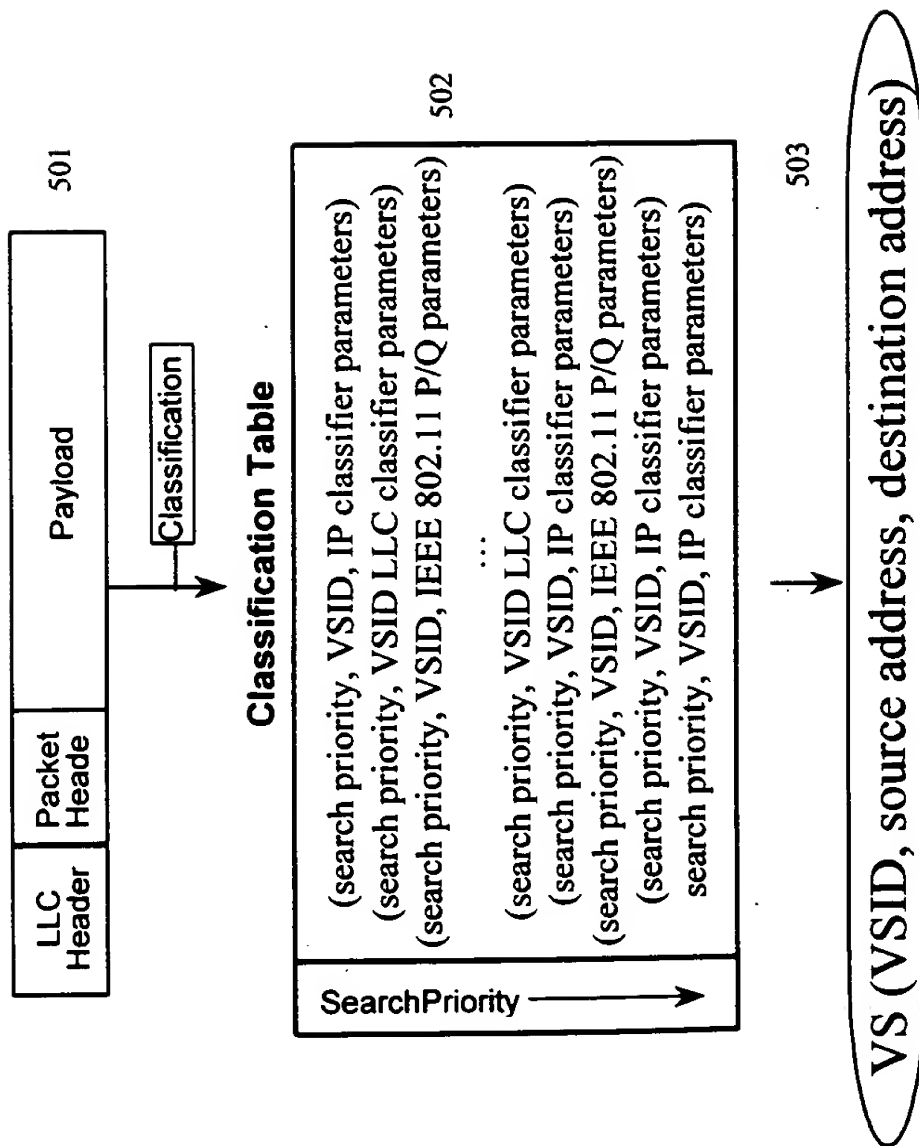 LLC
Header
Packet
Heade
Payload
501
Classification
Classification Table
SearchPriority
(search priority, VSID, IP classifier parameters)
(search priority, VSID LLC classifier parameters)
(search priority, VSID, IEEE 802.11 P/Q parameters)
...
(search priority, VSID LLC classifier parameters)
(search priority, VSID, IP classifier parameters)
(search priority, VSID, IEEE 802.11 P/Q parameters)
(search priority, VSID, IP classifier parameters)
search priority, VSID, IP classifier parameters)
502
503
VS (VSID, source address, destination address)